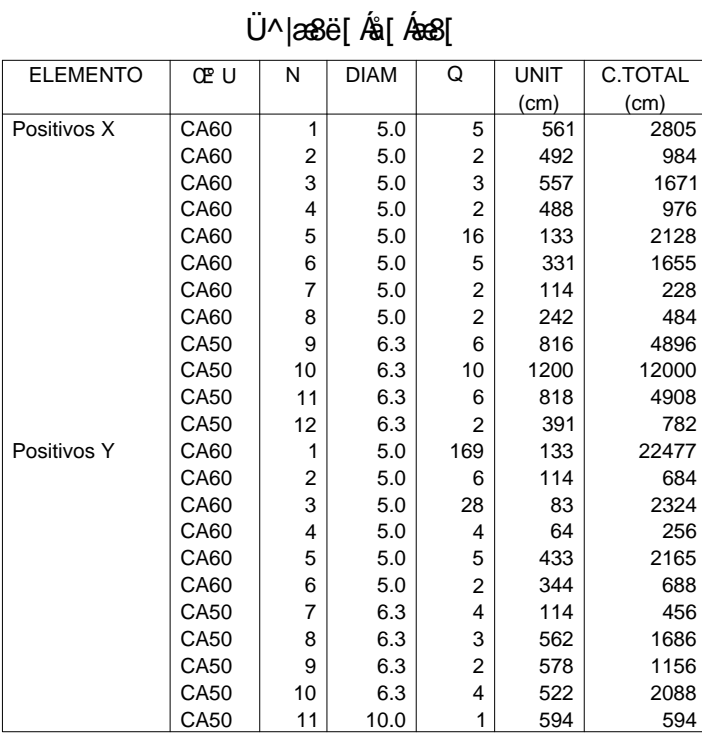 ELEMENTO N DIAM Q UNIT C.TOTAL
(cm) (cm)
Positivos X CA60 1 5.0 5 561 2805
CA60 2 5.0 2 492 984
CA60 3 5.0 3 557 1671
CA60 4 5.0 2 488 976
CA60 5 5.0 16 133 2128
CA60 6 5.0 5 331 1655
CA60 7 5.0 2 114 228
CA60 8 5.0 2 242 484
CA50 9 6.3 6 816 4896
CA50 10 6.3 10 1200 12000
CA50 11 6.3 6 818 4908
CA50 12 6.3 2 391 782
Positivos Y CA60 1 5.0 169 133 22477
CA60 2 5.0 6 114 684
CA60 3 5.0 28 83 2324
CA60 4 5.0 4 64 256
CA60 5 5.0 5 433 2165
CA60 6 5.0 2 344 688
CA50 7 6.3 4 114 456
CA50 8 6.3 3 562 1686
CA50 9 6.3 2 578 1156
CA50 10 6.3 4 522 2088
CA50 11 10.0 1 594 594